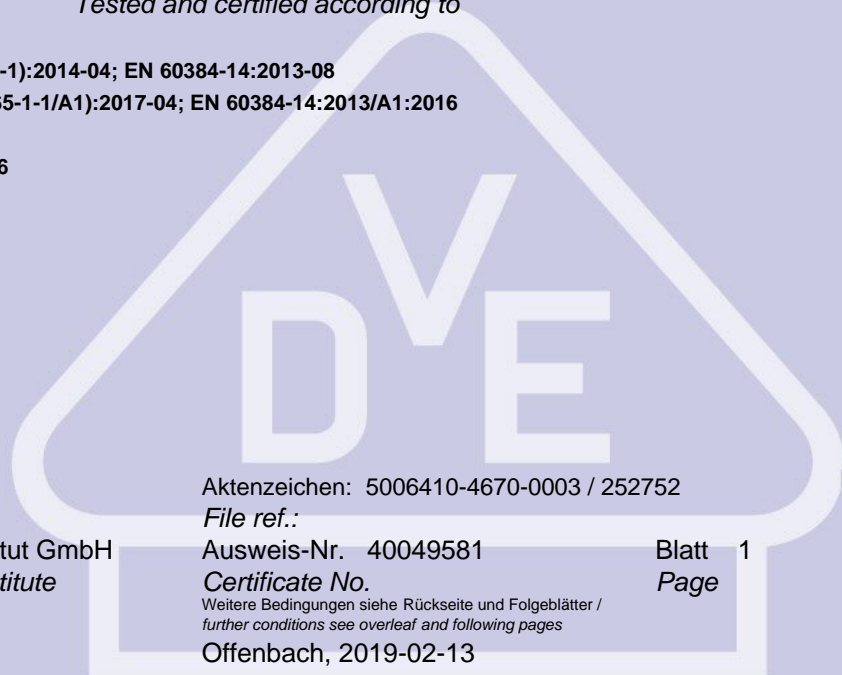 Tested and certified according to
-1):2014-04; EN 60384-14:2013-08
65-1-1/A1):2017-04; EN 60384-14:2013/A1:2016
6
VDE
Aktenzeichen: 5006410-4670-0003 / 252752
File ref.:
tut GmbH Ausweis-Nr. 40049581 Blatt 1
titute Certificate No. Page
Weitere Bedingungen siehe Rückseite und Folgeblätter /
further conditions see overleaf and following pages
Offenbach, 2019-02-13